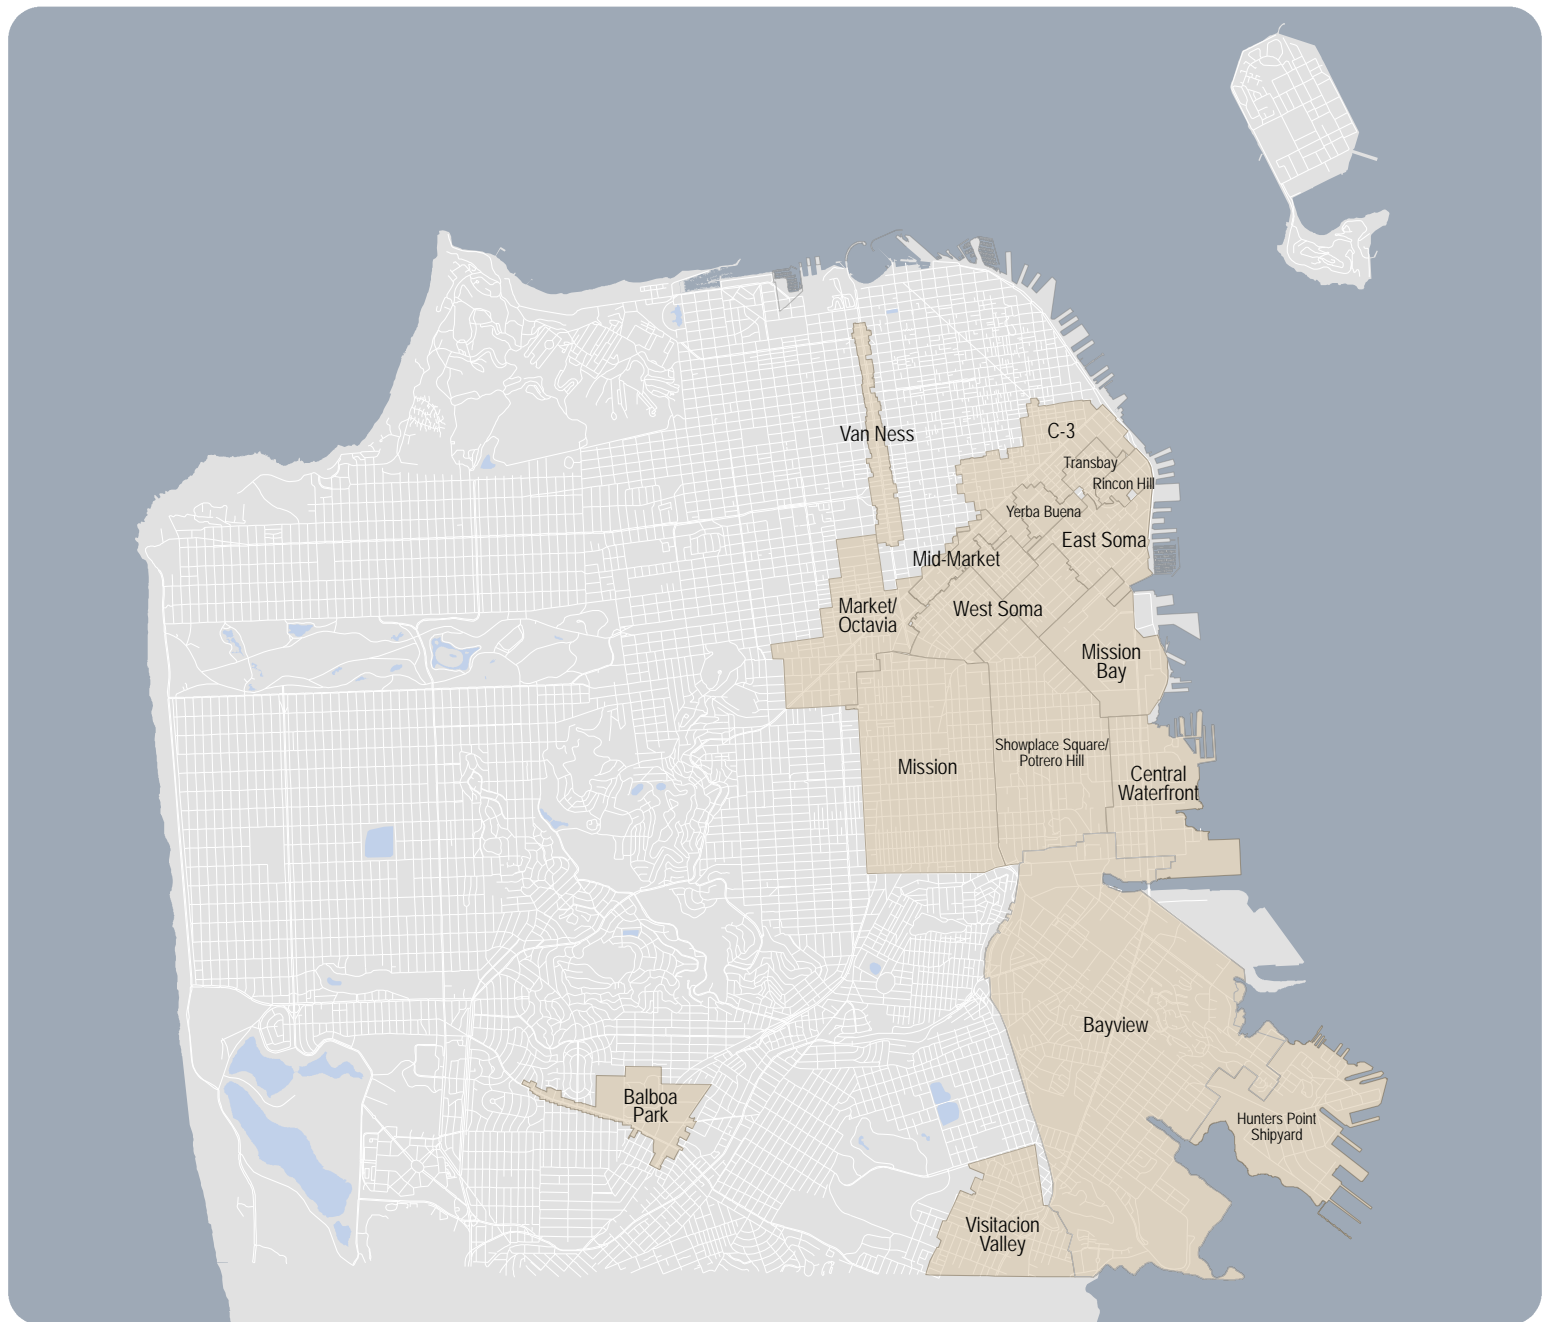 C-3
Van Ness
Transbay
Rincon Hill
Yerba Buena
East Soma
Mid-Market
Market/
Octavia
West Soma
Mission
Bay
Showplace Square/
Potrero Hill
Mission
Central
Waterfront
Bayview
Balboa
Park
Hunters Point
Shipyard
Visitacion
Valley